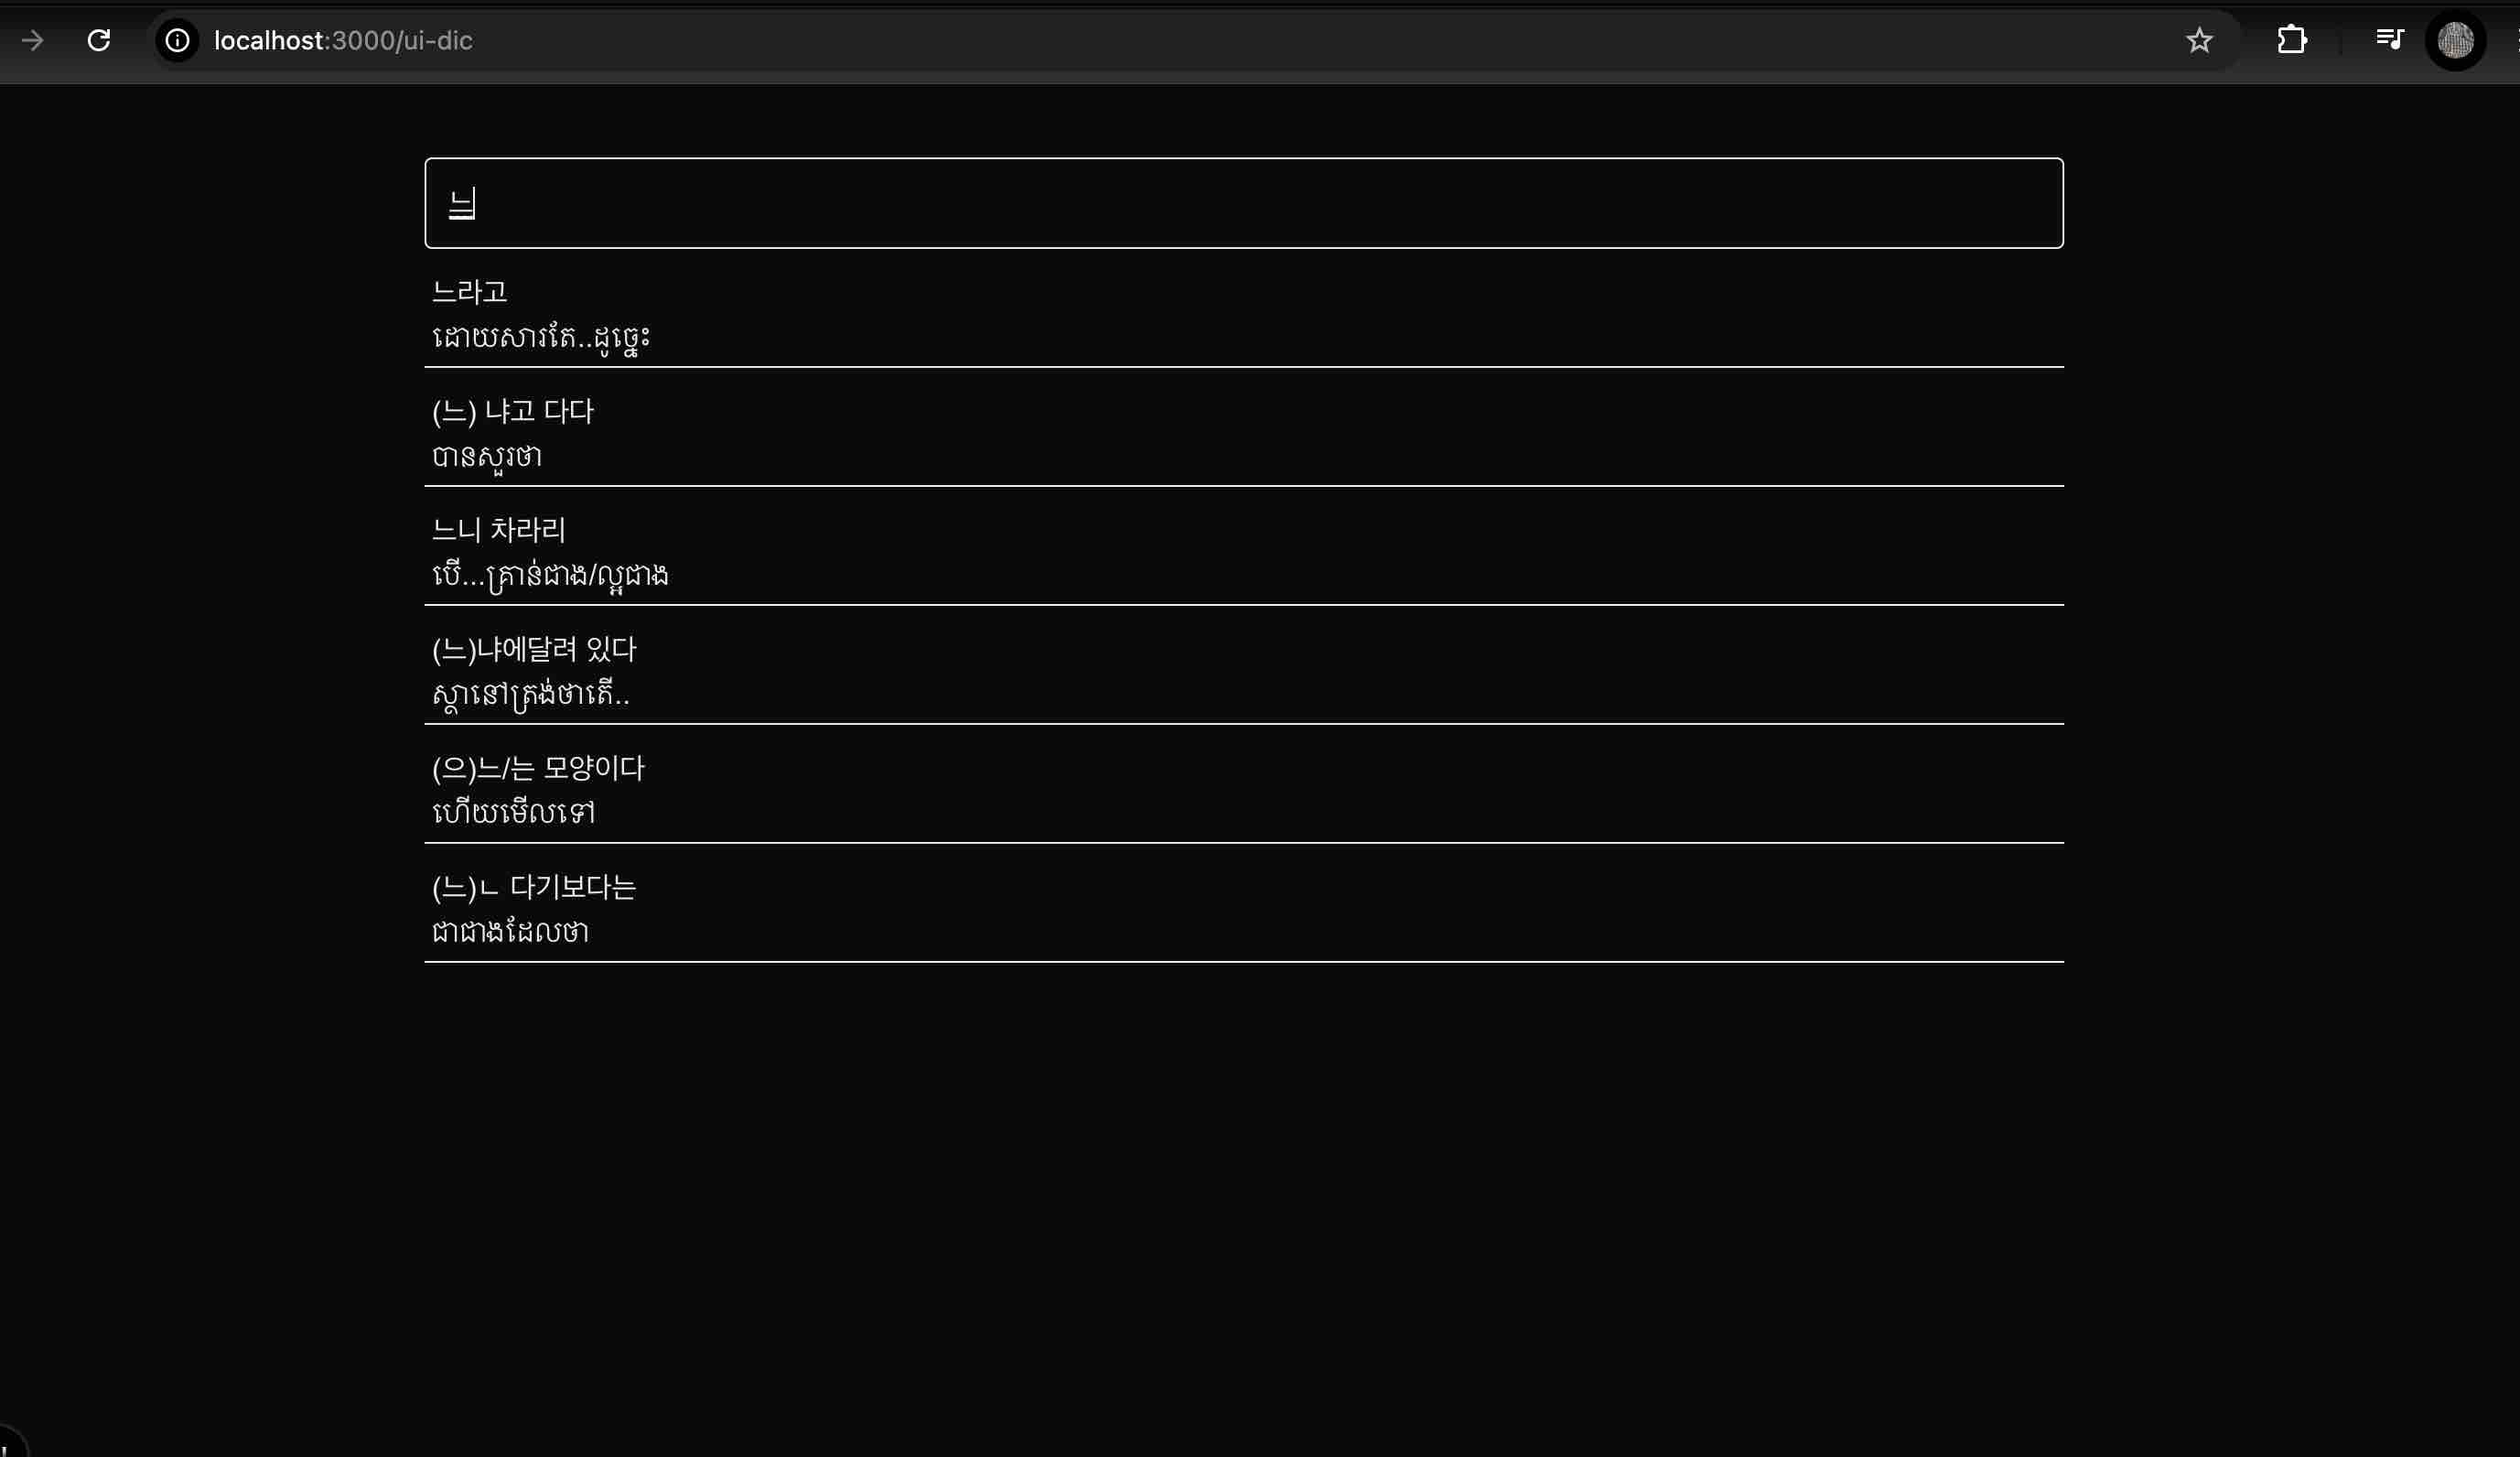 localhost:3000/ui-dic
느
느라고
ដោយសារតែ..ដូច្នេះ
(느) 냐고 다다
បានសួរថា
느니 차라리
បើ...គ្រាន់ជាង/ល្អជាង
(느)냐에달려 있다
ស្ថានៅត្រង់ថាតើ..
(으)느/는 모양이다
ហើយមើលទៅ
(느)ㄴ 다기보다는
ជាជាងដែលថា